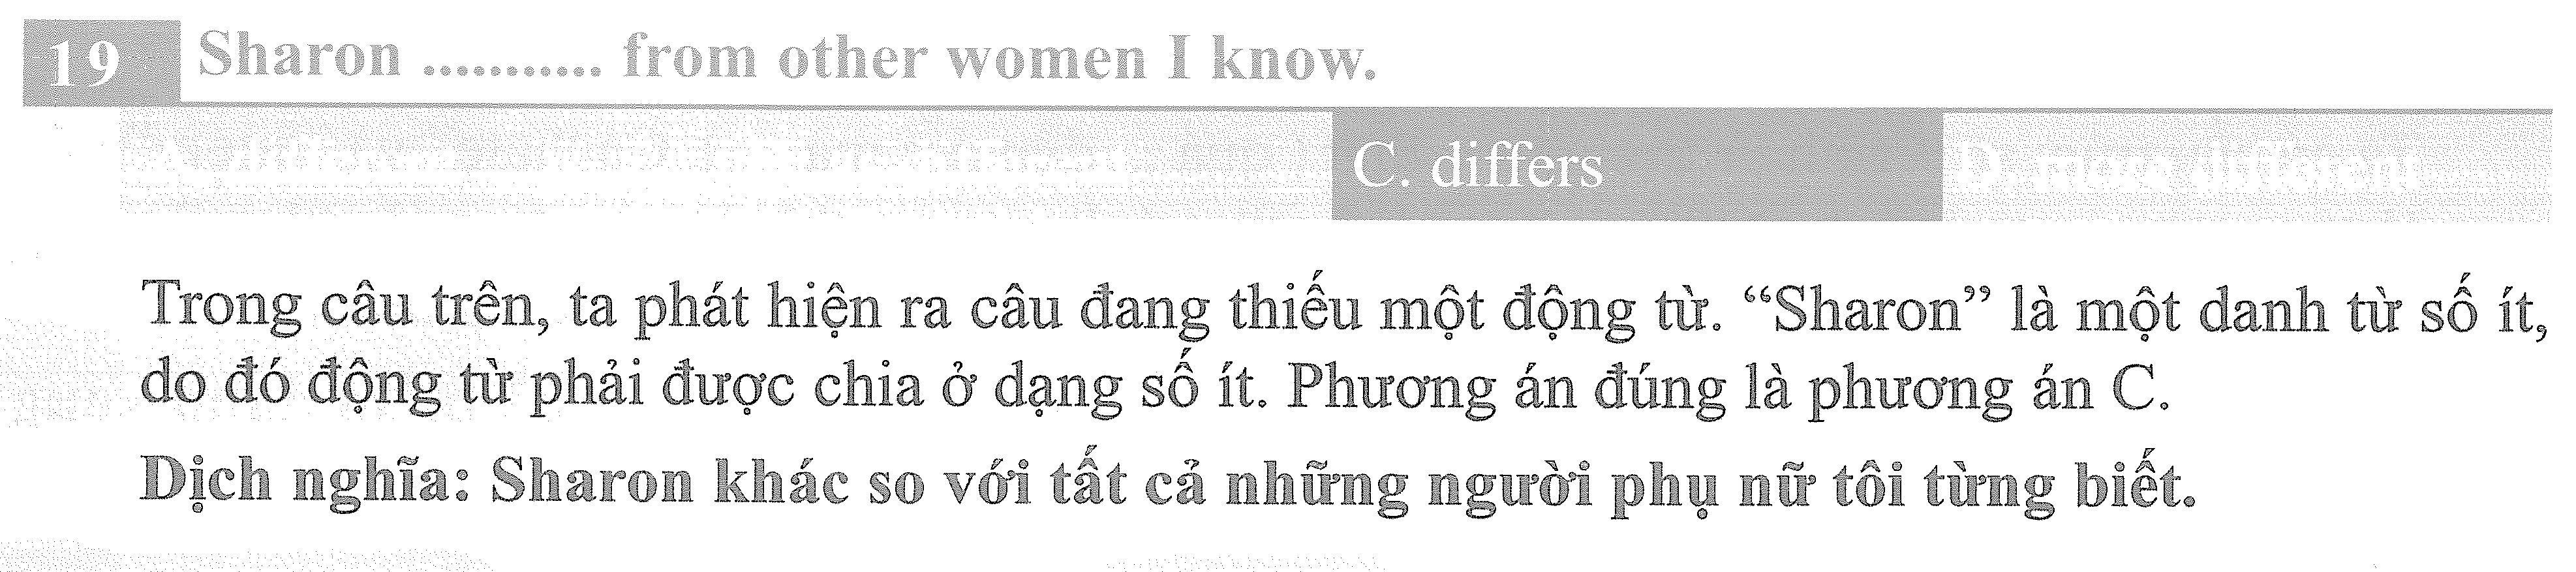 19 Sharon ........... from other women I know.
C. differs D. more different
Trong câu trên, ta phát hiện ra câu đang thiếu một động từ. “Sharon” là một danh từ số ít,
do đó động từ phải được chia ở dạng số ít. Phương án đúng là phương án C.
Dịch nghĩa: Sharon khác so với tất cả những người phụ nữ tôi từng biết.